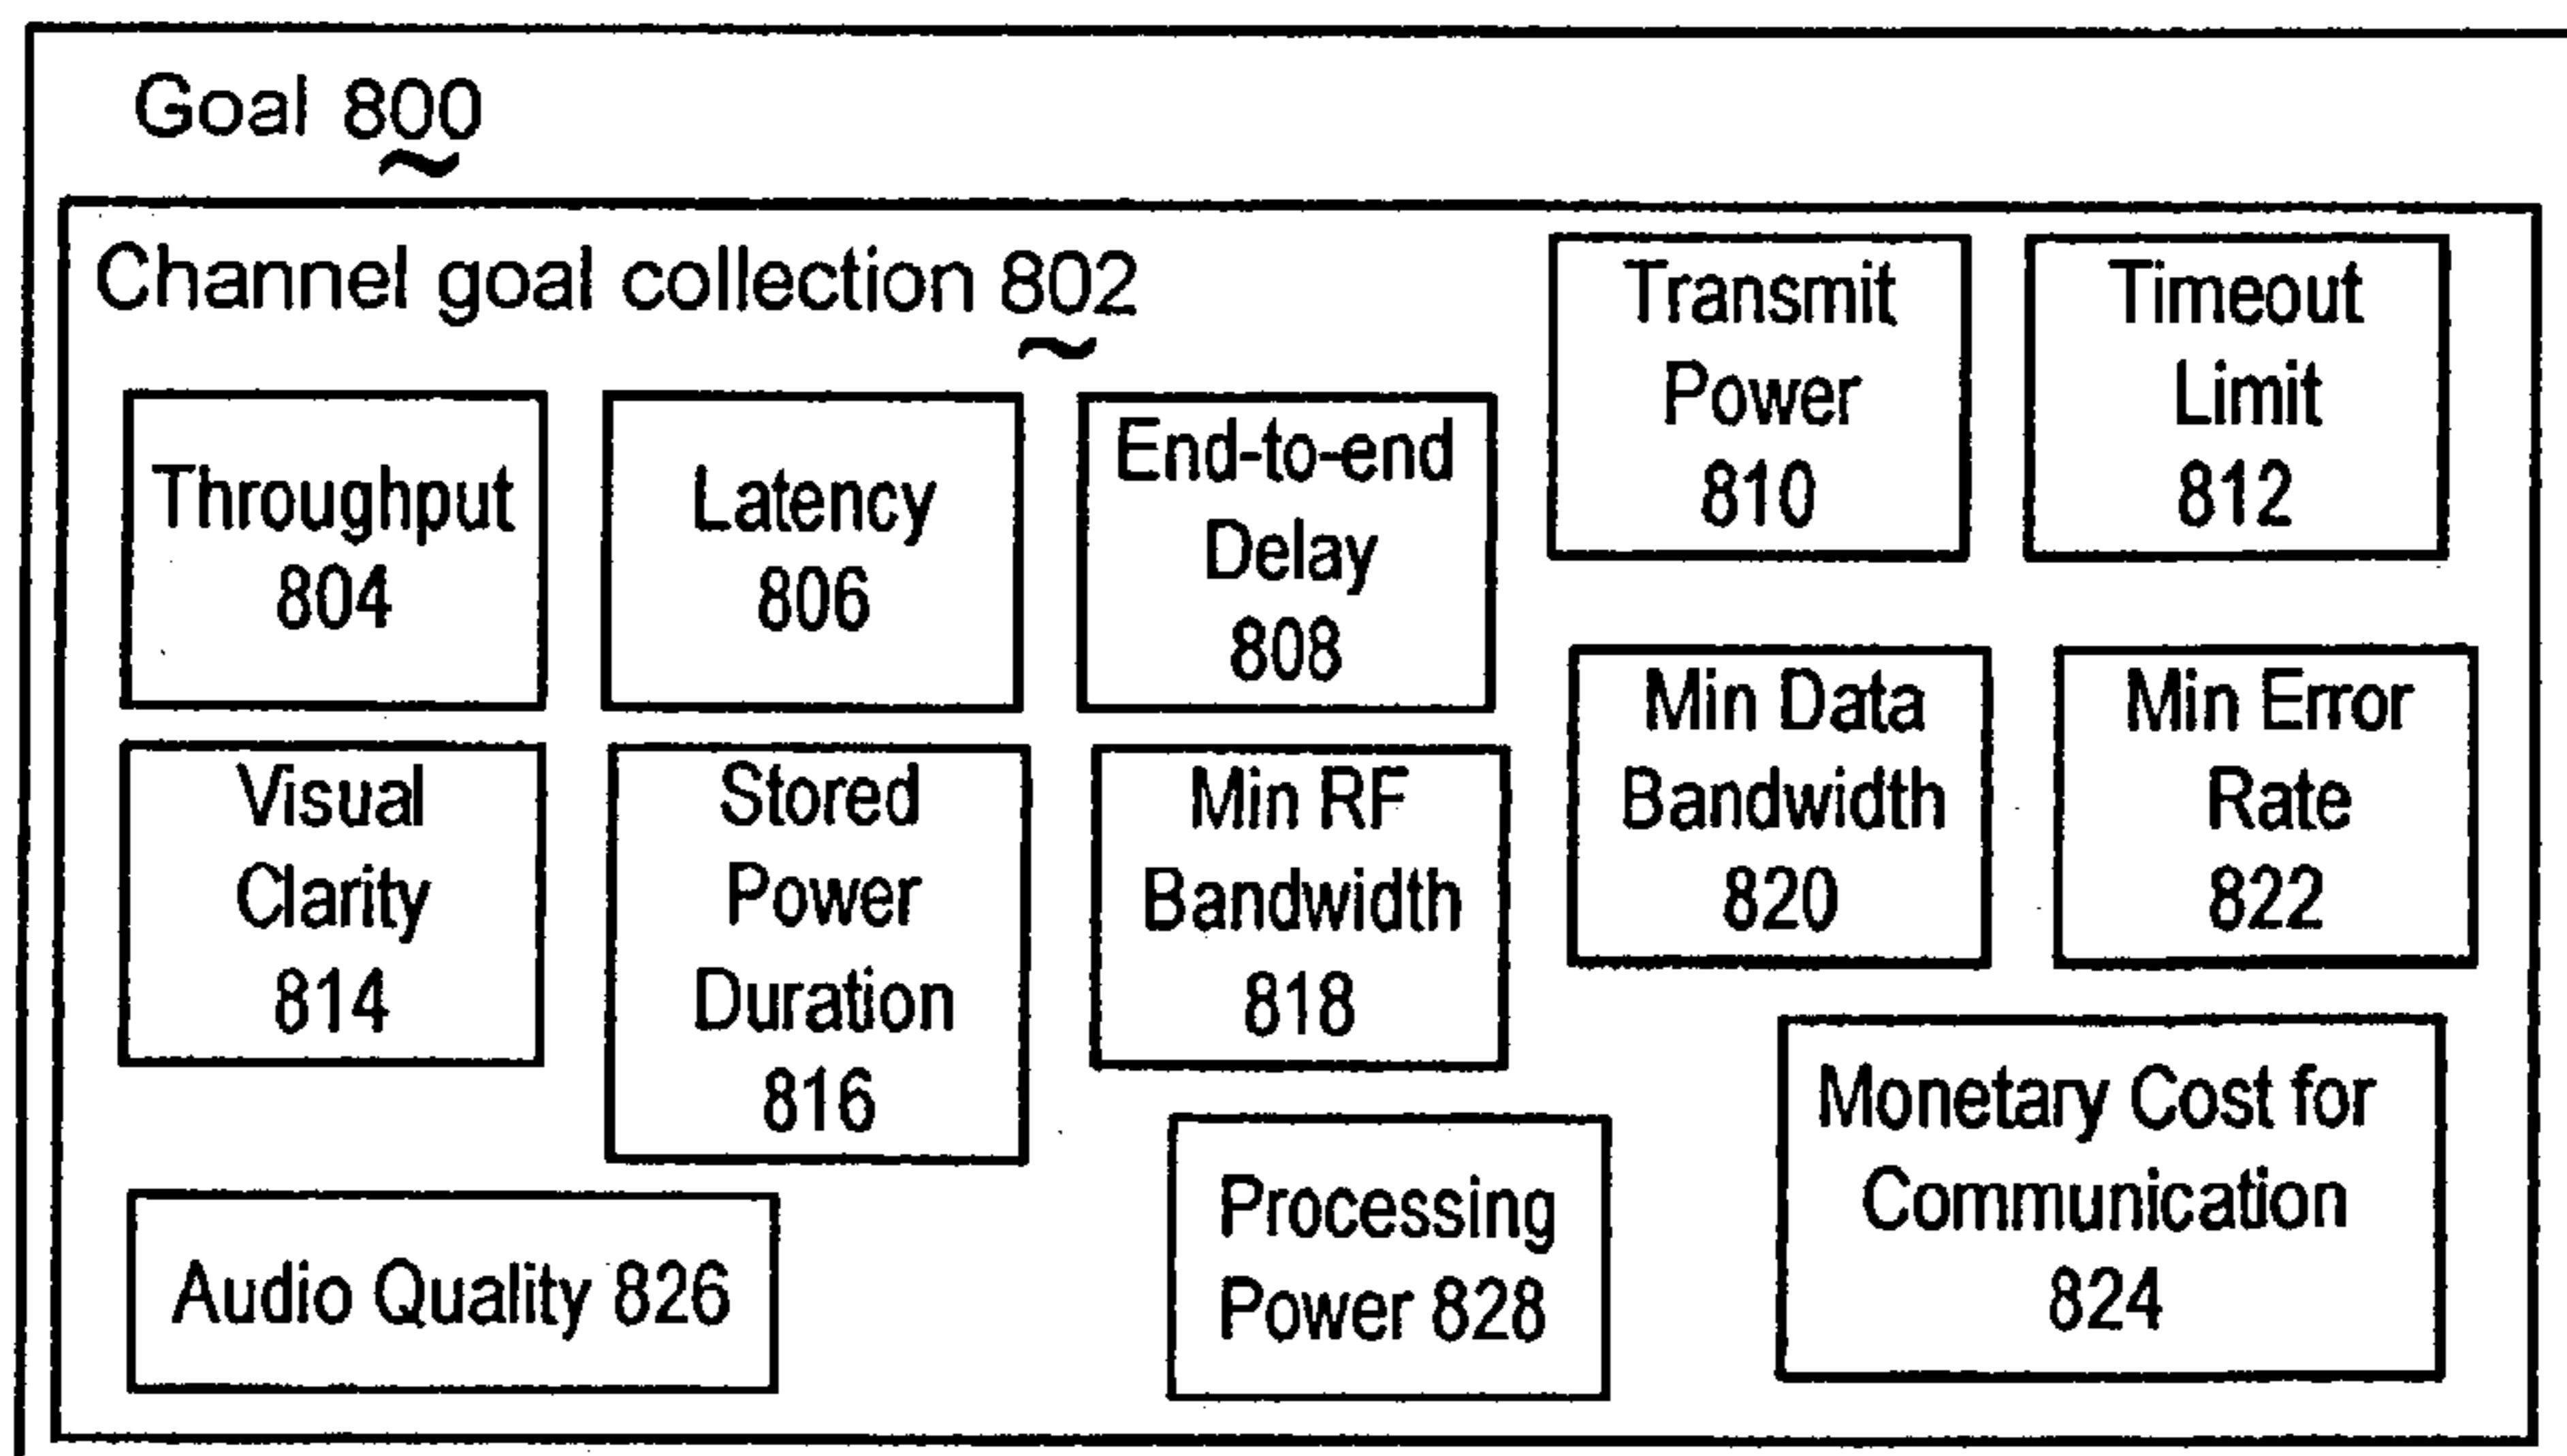 Goal 800
Channel goal collection 802
Transmit
Power
810
Timeout
Limit
812
Throughput
804
Latency
806
End-to-end
Delay
808
Min Data
Bandwidth
820
Min Error
Rate
822
Visual
Clarity
814
Stored
Power
Duration
816
Min RF
Bandwidth
818
Monetary Cost for
Communication
824
Audio Quality 826
Processing
Power 828